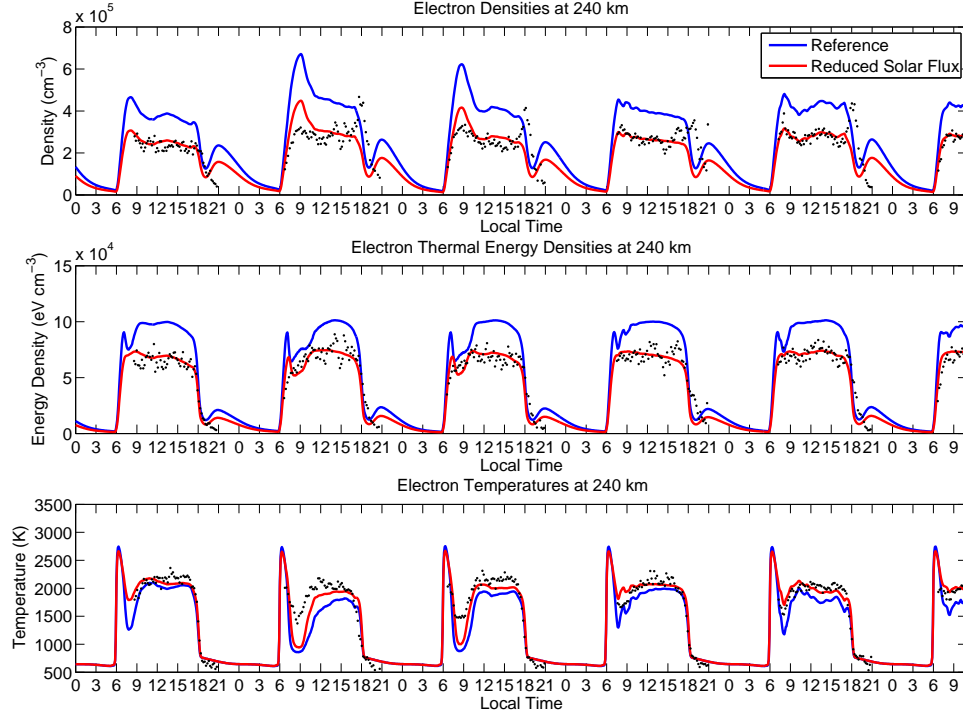 Electron Densities at 240 km
x 10^5
8
6
4
2
0
Density (cm−3)
Reference
Reduced Solar Flux
0 3 6 9 12 15 18 21 0 3 6 9 12 15 18 21 0 3 6 9 12 15 18 21 0 3 6 9 12 15 18 21 0 3 6 9 12 15 18 21 0 3 6 9
Local Time
Electron Thermal Energy Densities at 240 km
x 10^4
15
10
5
0
Energy Density (eV cm−3)
0 3 6 9 12 15 18 21 0 3 6 9 12 15 18 21 0 3 6 9 12 15 18 21 0 3 6 9 12 15 18 21 0 3 6 9 12 15 18 21 0 3 6 9
Local Time
Electron Temperatures at 240 km
3500
3000
2500
2000
1500
1000
500
Temperature (K)
0 3 6 9 12 15 18 21 0 3 6 9 12 15 18 21 0 3 6 9 12 15 18 21 0 3 6 9 12 15 18 21 0 3 6 9 12 15 18 21 0 3 6 9
Local Time